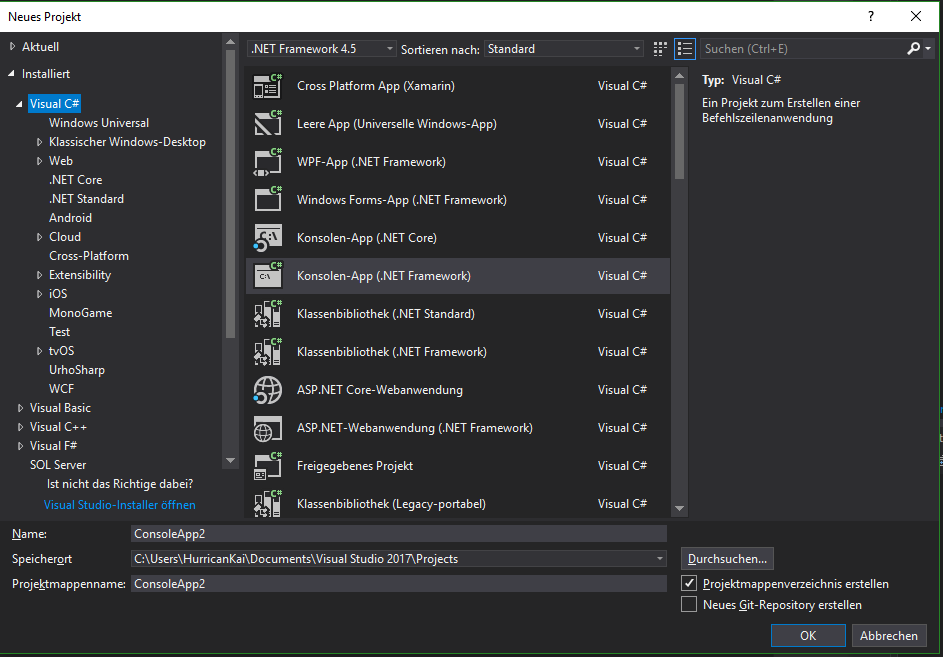 Neues Projekt
?
Aktuell
Installiert
Visual C#
Windows Universal
Klassischer Windows-Desktop
Web
.NET Core
.NET Standard
Android
Cloud
Cross-Platform
Extensibility
iOS
MonoGame
Test
tvOS
UrhoSharp
WCF
Visual Basic
Visual C++
Visual F#
SQL Server
Ist nicht das Richtige dabei?
Visual Studio-Installer öffnen
.NET Framework 4.5 Sortieren nach: Standard
Cross Platform App (Xamarin) Visual C#
Leere App (Universelle Windows-App) Visual C#
WPF-App (.NET Framework) Visual C#
Windows Forms-App (.NET Framework) Visual C#
Konsolen-App (.NET Core) Visual C#
Konsolen-App (.NET Framework) Visual C#
Klassenbibliothek (.NET Standard) Visual C#
Klassenbibliothek (.NET Framework) Visual C#
ASP.NET Core-Webanwendung Visual C#
ASP.NET-Webanwendung (.NET Framework) Visual C#
Freigegebenes Projekt Visual C#
Klassenbibliothek (Legacy-portabel) Visual C#
Suchen (Ctrl+E)
Typ: Visual C#
Ein Projekt zum Erstellen einer
Befehlszeilenanwendung
Name: ConsoleApp2
Speicherort C:\Users\HurricanKai\Documents\Visual Studio 2017\Projects Durchsuchen...
Projektmappenname: ConsoleApp2
Projektmappenverzeichnis erstellen
Neues Git-Repository erstellen
OK Abbrechen